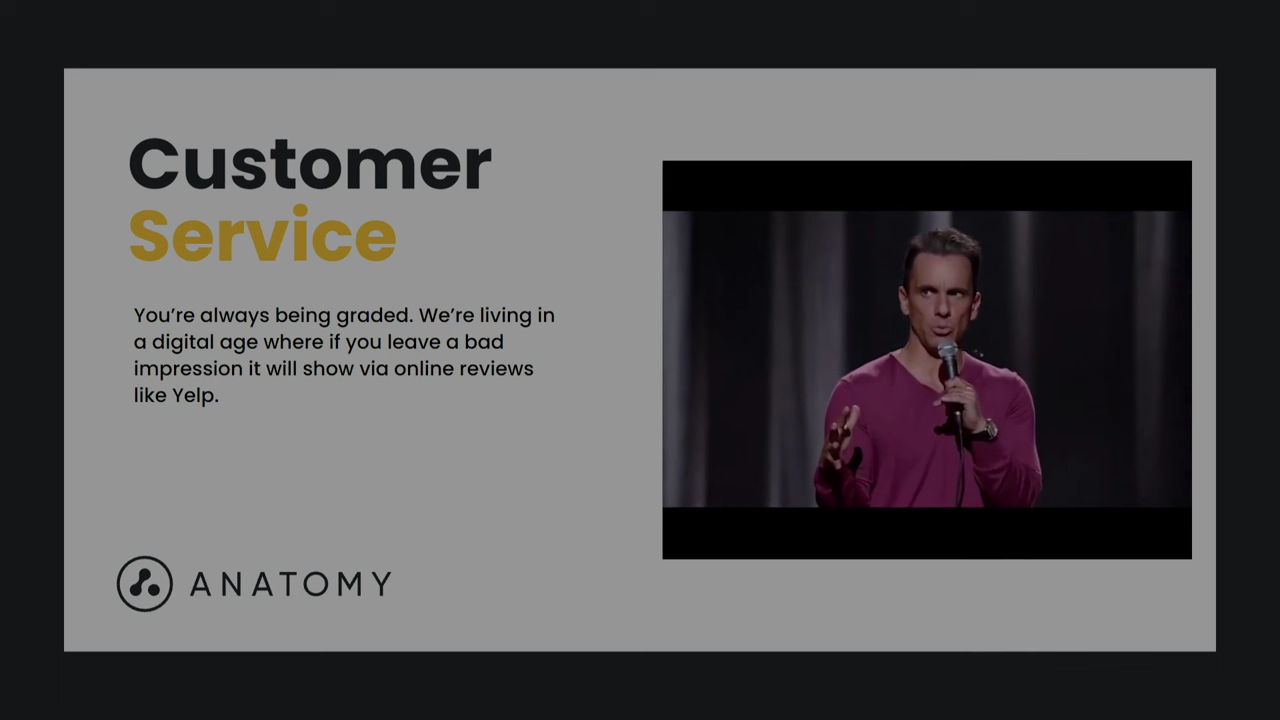 Customer
Service
You’re always being graded. We’re living in
a digital age where if you leave a bad
impression it will show via online reviews
like Yelp.
ANATOMY